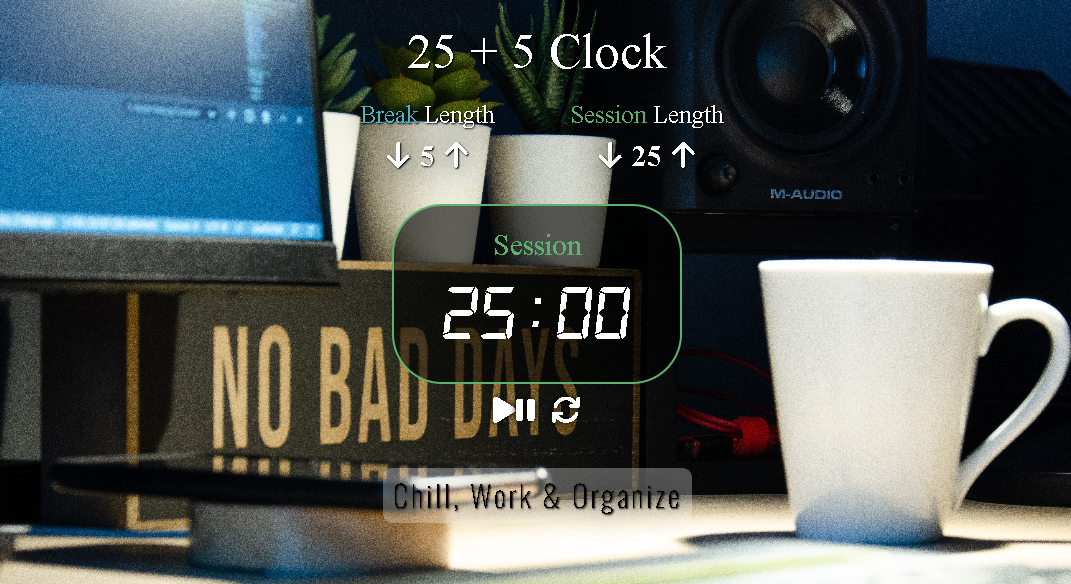 25 + 5 Clock
Break Length
Session Length
5
25
M-AUDIO
Session
25:00
NO BAD DAYS
Chill, Work & Organize